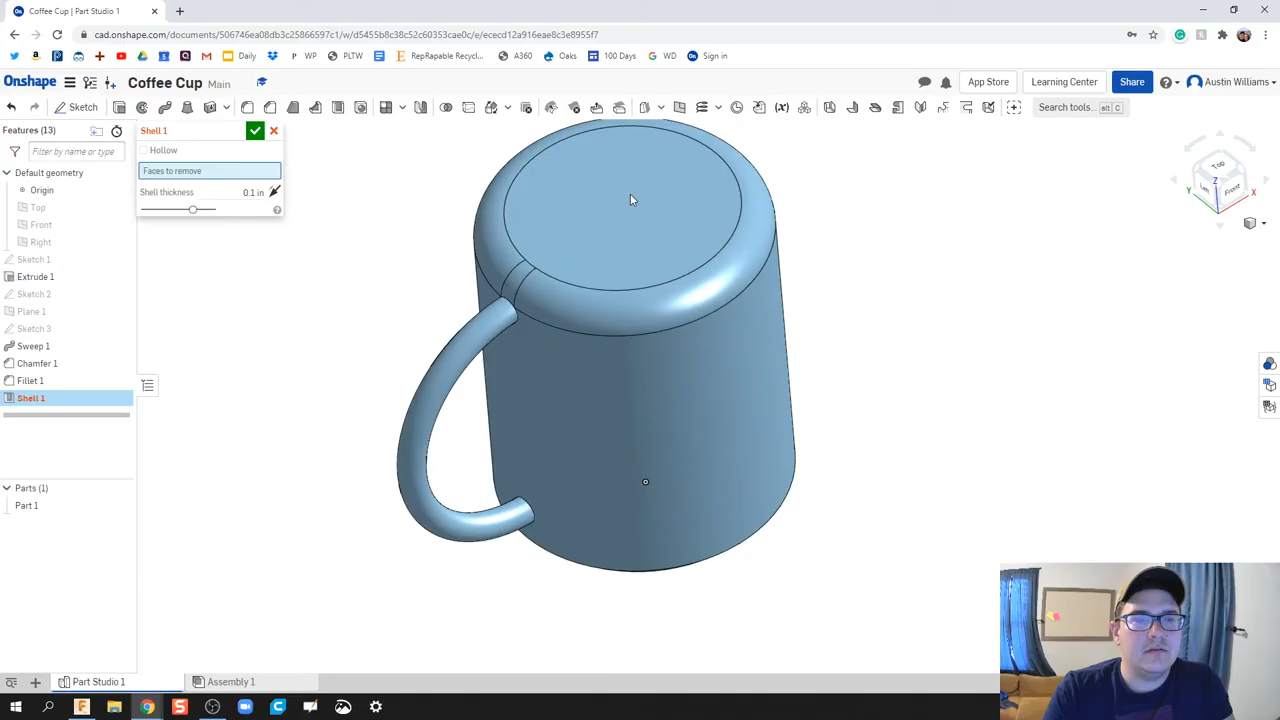 Coffee Cup | Part Studio 1
cad.onshape.com/documents/506746ea08db3c25866597c1/w/d5455b8c38c52c60353cae0c/e/ececd12a916eae8c3e8955f7
Daily
WP
PLTW
RepRapable Recycl...
A360
Oaks
100 Days
WD
Sign in
Onshape
Coffee Cup
Main
App Store
Learning Center
Share
Austin Williams
Sketch
Search tools...
alt
C
Features (13)
Filter by name or type
Default geometry
Origin
Top
Front
Right
Sketch 1
Extrude 1
Sketch 2
Plane 1
Sketch 3
Sweep 1
Chamfer 1
Fillet 1
Shell 1
Parts (1)
Part 1
Shell 1
Hollow
Faces to remove
Shell thickness
0.1 in
Top
Left
Front
Z
Y
X
Part Studio 1
Assembly 1